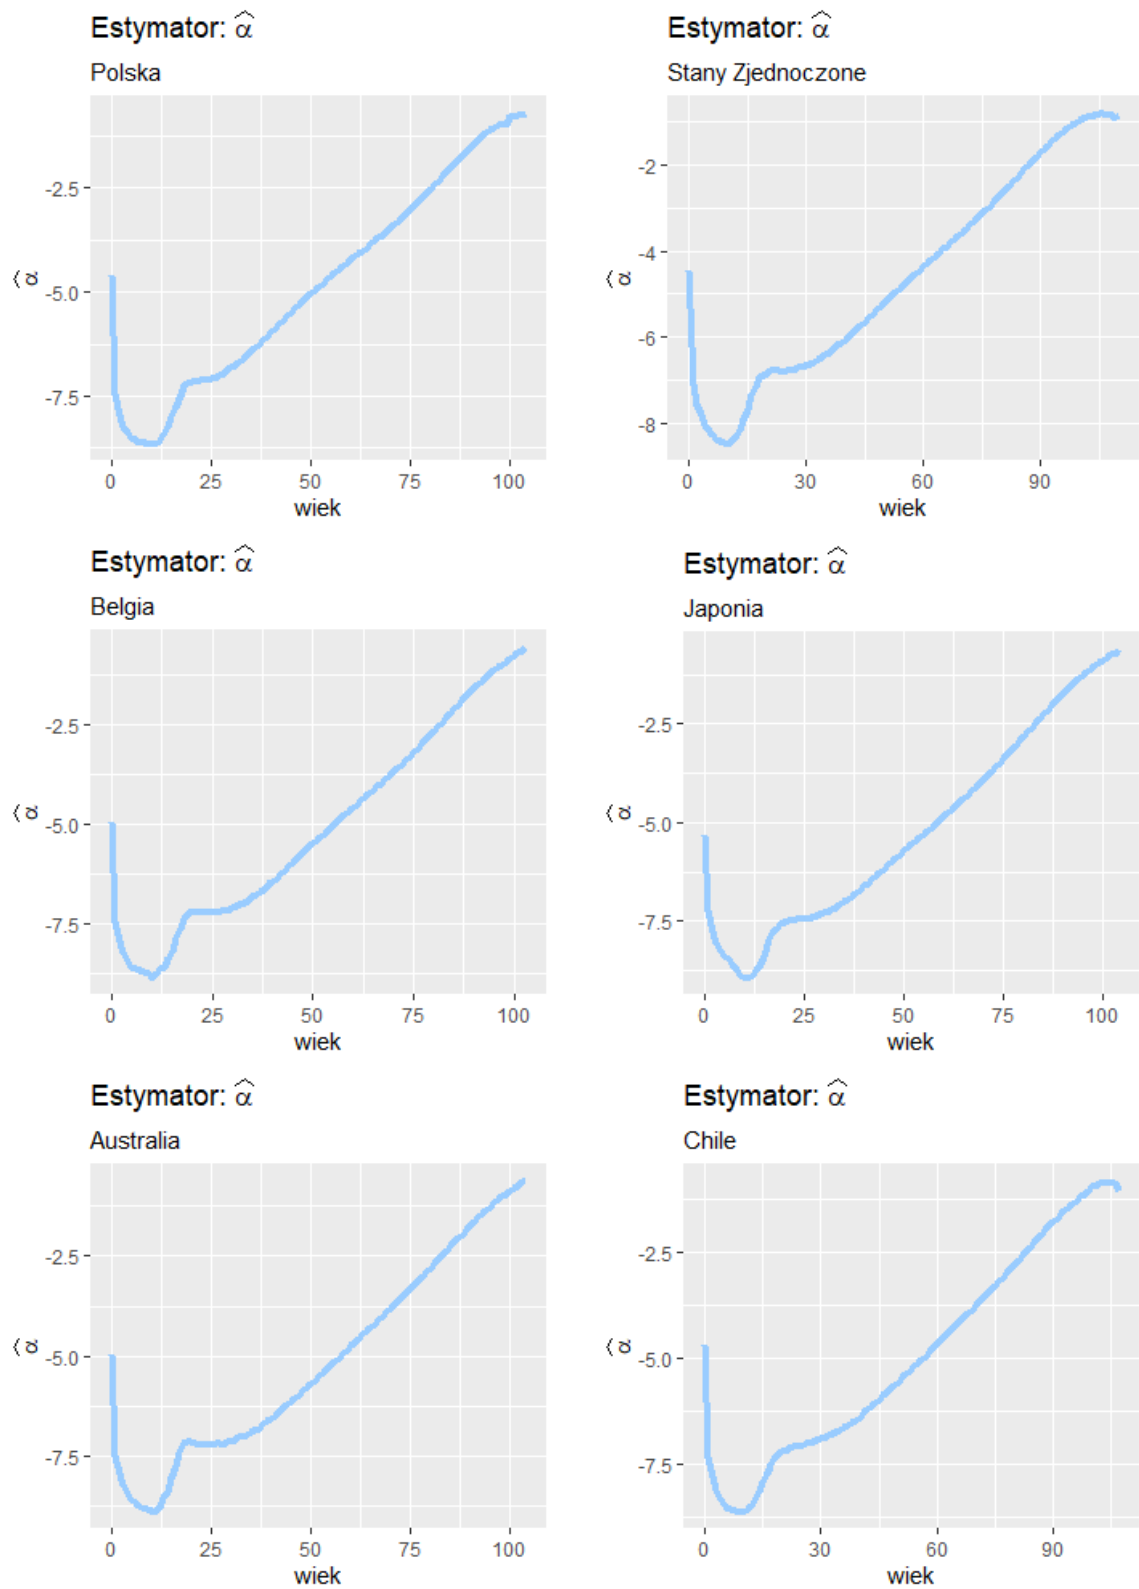 Estymator: α̂
Polska
-2.5
-5.0
-7.5
α̂
0 25 50 75 100
wiek
Estymator: α̂
Stany Zjednoczone
-2
-4
-6
-8
α̂
0 30 60 90
wiek
Estymator: α̂
Belgia
-2.5
-5.0
-7.5
α̂
0 25 50 75 100
wiek
Estymator: α̂
Japonia
-2.5
-5.0
-7.5
α̂
0 25 50 75 100
wiek
Estymator: α̂
Australia
-2.5
-5.0
-7.5
α̂
0 25 50 75 100
wiek
Estymator: α̂
Chile
-2.5
-5.0
-7.5
α̂
0 30 60 90
wiek